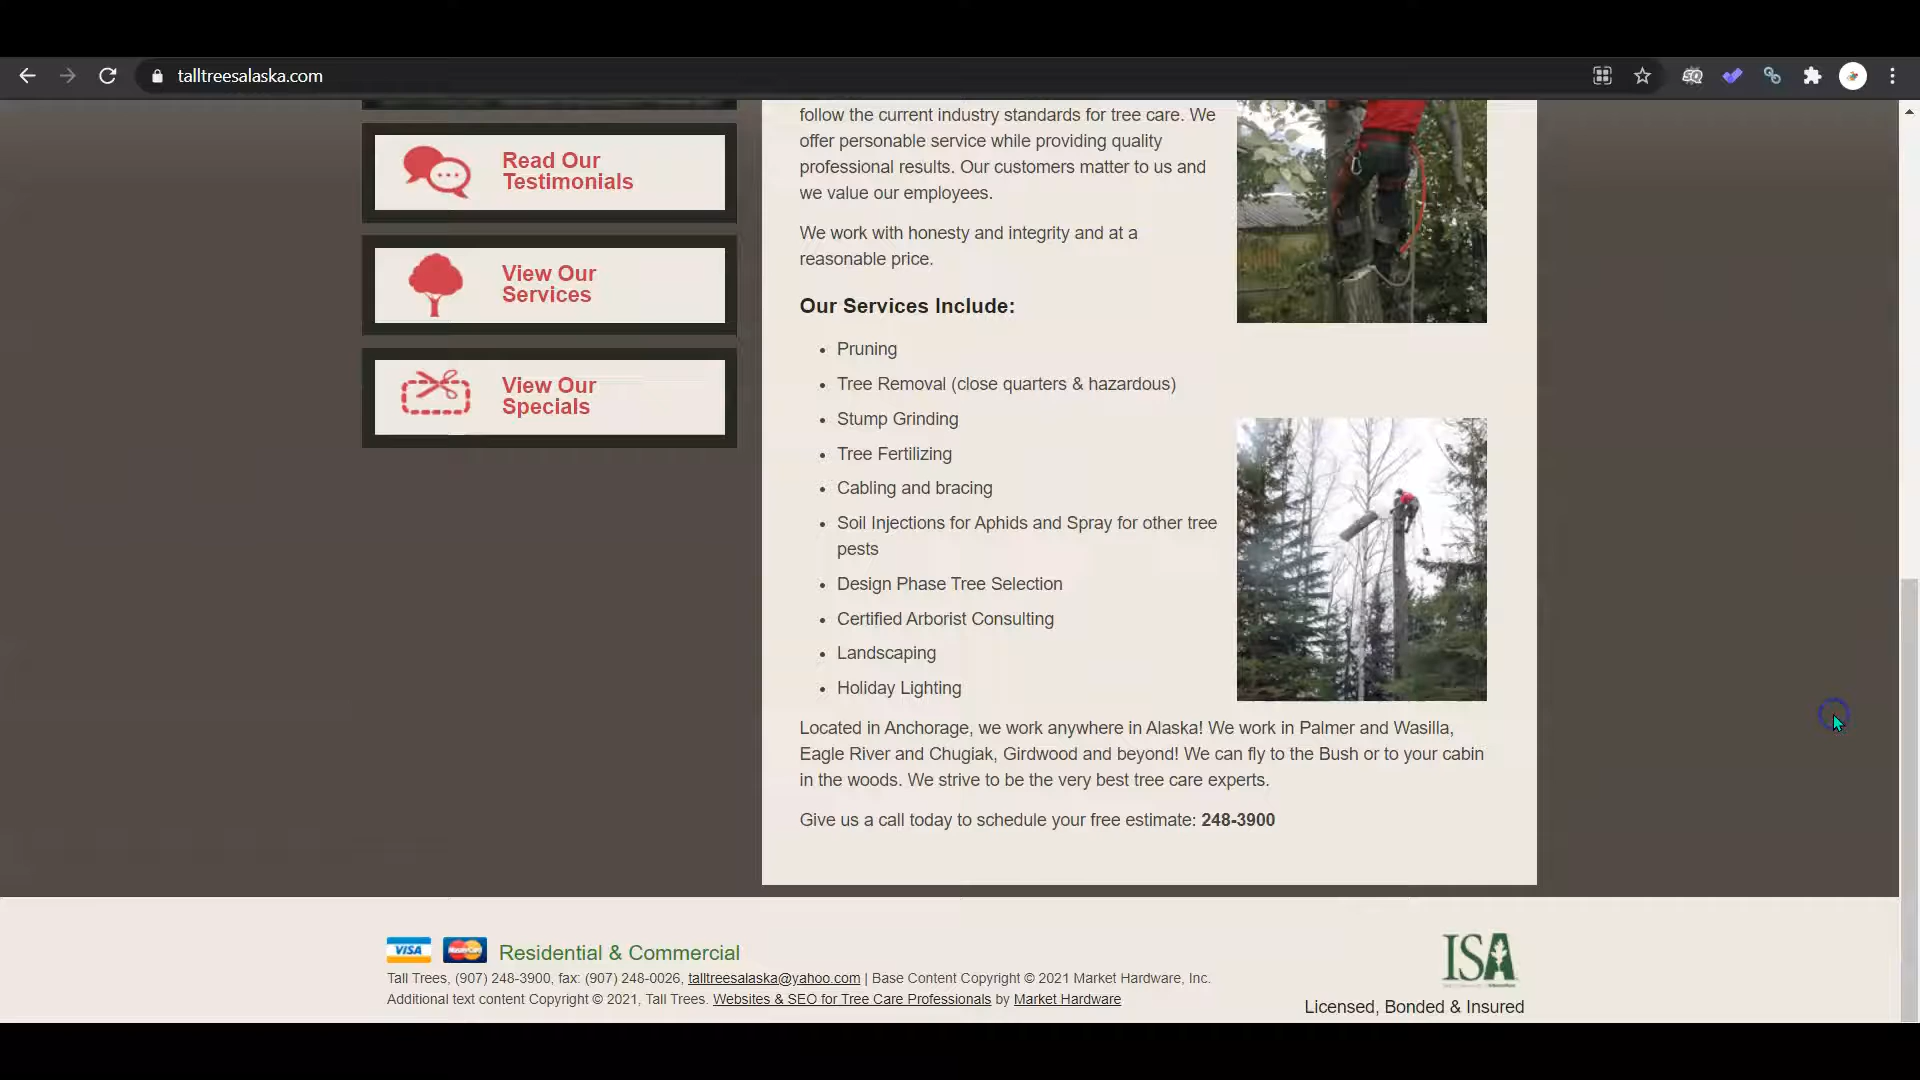 talltreesalaska.com
SQ
Read Our
Testimonials
View Our
Services
View Our
Specials
follow the current industry standards for tree care. We
offer personable service while providing quality
professional results. Our customers matter to us and
we value our employees.
We work with honesty and integrity and at a
reasonable price.
Our Services Include:
• Pruning
• Tree Removal (close quarters & hazardous)
• Stump Grinding
• Tree Fertilizing
• Cabling and bracing
• Soil Injections for Aphids and Spray for other tree
pests
• Design Phase Tree Selection
• Certified Arborist Consulting
• Landscaping
• Holiday Lighting
Located in Anchorage, we work anywhere in Alaska! We work in Palmer and Wasilla,
Eagle River and Chugiak, Girdwood and beyond! We can fly to the Bush or to your cabin
in the woods. We strive to be the very best tree care experts.
Give us a call today to schedule your free estimate: 248-3900
VISA MasterCard Residential & Commercial
Tall Trees, (907) 248-3900, fax: (907) 248-0026, talltreesalaska@yahoo.com | Base Content Copyright © 2021 Market Hardware, Inc.
Additional text content Copyright © 2021, Tall Trees. Websites & SEO for Tree Care Professionals by Market Hardware
ISA
Licensed, Bonded & Insured